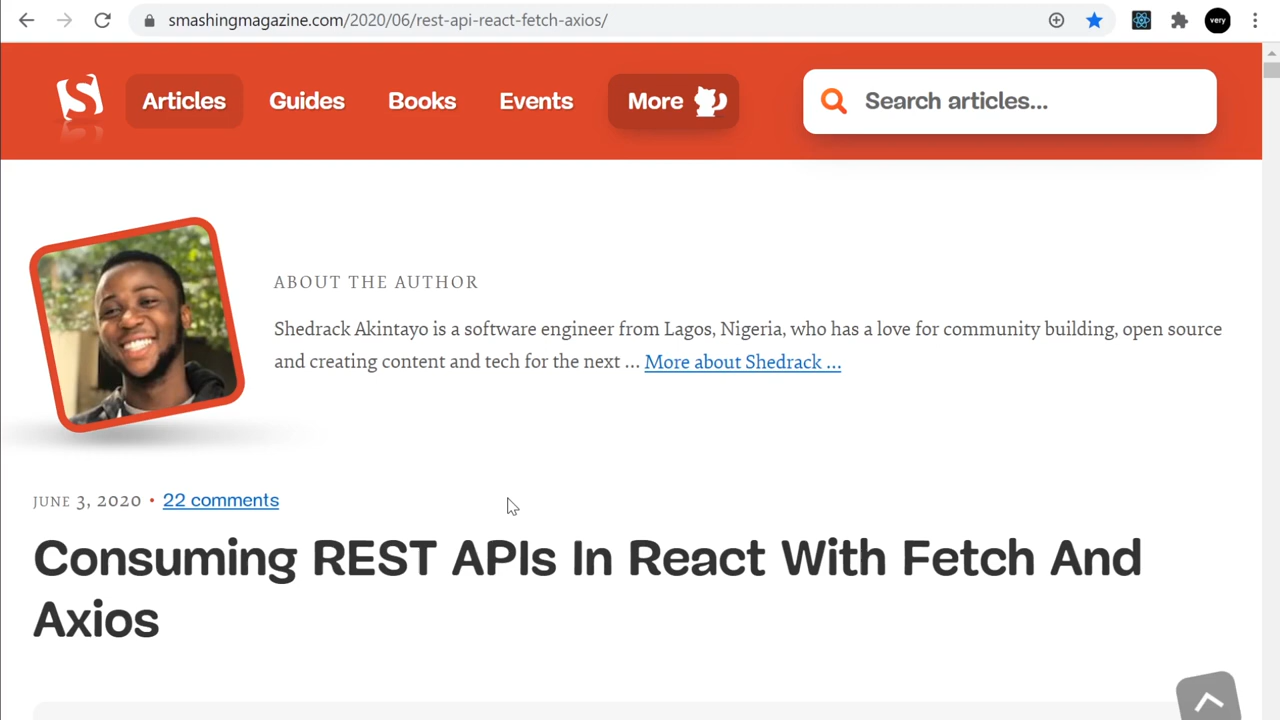 smashingmagazine.com/2020/06/rest-api-react-fetch-axios/
very
Articles Guides Books Events More Search articles...
ABOUT THE AUTHOR
Shedrack Akintayo is a software engineer from Lagos, Nigeria, who has a love for community building, open source
and creating content and tech for the next ... More about Shedrack ...
JUNE 3, 2020 • 22 comments
Consuming REST APIs In React With Fetch And
Axios